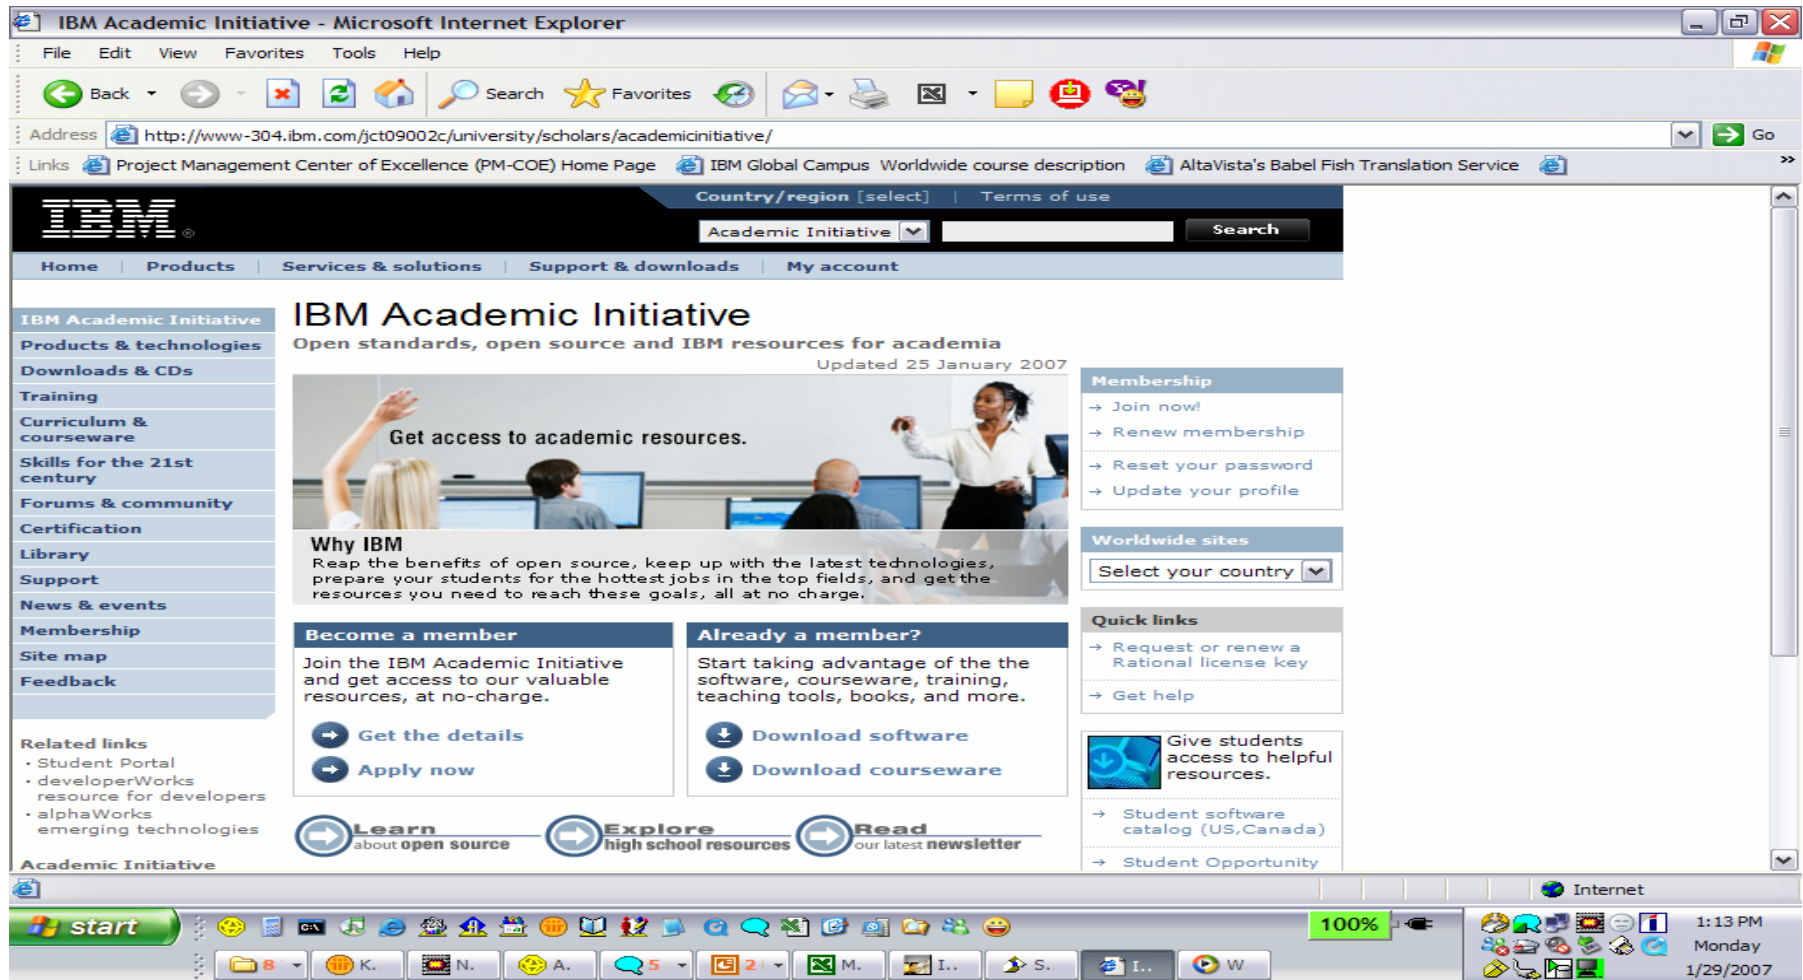 IBM Academic Initiative - Microsoft Internet Explorer
File Edit View Favorites Tools Help
Back Search Favorites
Address http://www-304.ibm.com/jct09002c/university/scholars/academicinitiative/ Go
Links Project Management Center of Excellence (PM-COE) Home Page IBM Global Campus Worldwide course description AltaVista's Babel Fish Translation Service »
Country/region [select] | Terms of use
IBM®
Academic Initiative Search
Home | Products | Services & solutions | Support & downloads | My account
IBM Academic Initiative
Products & technologies
Downloads & CDs
Training
Curriculum &
courseware
Skills for the 21st
century
Forums & community
Certification
Library
Support
News & events
Membership
Site map
Feedback
Related links
· Student Portal
· developerWorks
resource for developers
· alphaWorks
emerging technologies
Academic Initiative
IBM Academic Initiative
Open standards, open source and IBM resources for academia
Updated 25 January 2007
Get access to academic resources.
Why IBM
Reap the benefits of open source, keep up with the latest technologies,
prepare your students for the hottest jobs in the top fields, and get the
resources you need to reach these goals, all at no charge.
Become a member
Join the IBM Academic Initiative
and get access to our valuable
resources, at no-charge.
Get the details
Apply now
Already a member?
Start taking advantage of the the
software, courseware, training,
teaching tools, books, and more.
Download software
Download courseware
Learn
about open source
Explore
high school resources
Read
our latest newsletter
Membership
→ Join now!
→ Renew membership
→ Reset your password
→ Update your profile
Worldwide sites
Select your country
Quick links
→ Request or renew a
Rational license key
→ Get help
Give students
access to helpful
resources.
→ Student software
catalog (US,Canada)
→ Student Opportunity
Internet
start 100% 1:13 PM
Monday
8 K. N. A. 5 2 M. I.. S. I.. W 1/29/2007